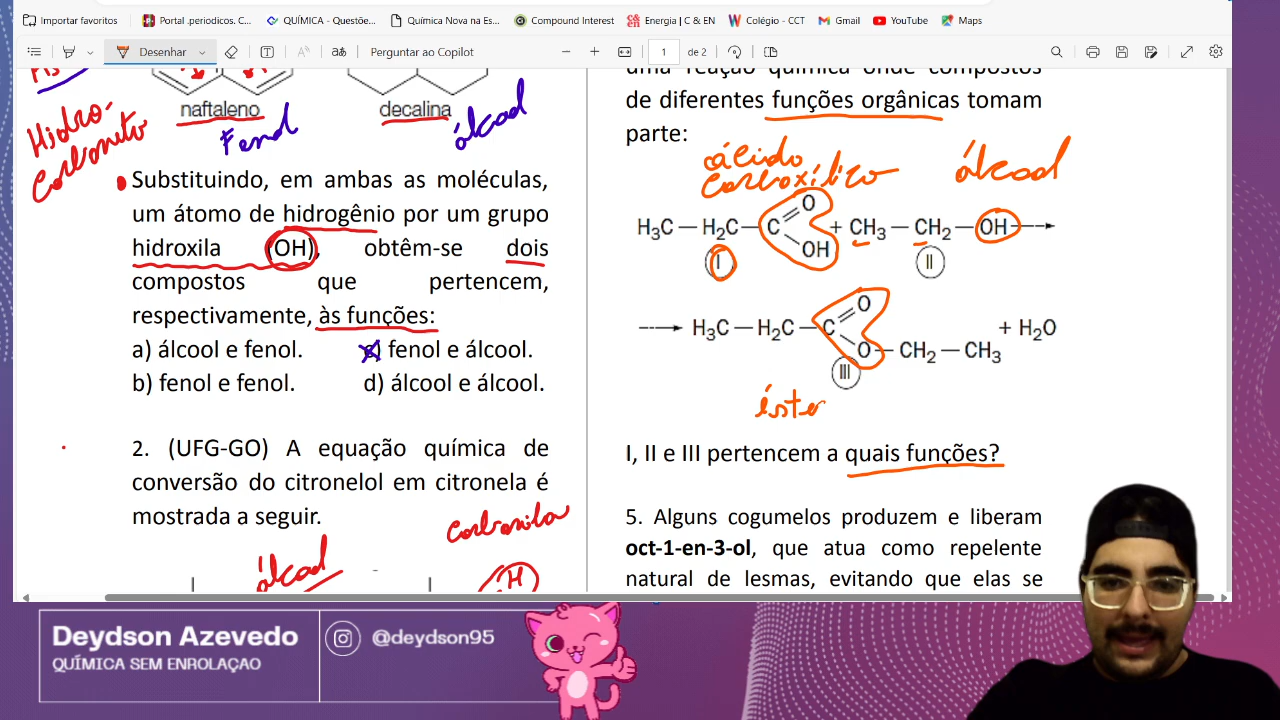 Importar favoritos
Portal .periodicos. C...
QUÍMICA - Questõe...
Química Nova na Es...
Compound Interest
Energia | C & EN
Colégio - CCT
Gmail
YouTube
Maps
Desenhar
Perguntar ao Copilot
1
de 2
naftaleno
decalina
Hidro-
carboneto
Fenol
álcool
Substituindo, em ambas as moléculas,
um átomo de hidrogênio por um grupo
hidroxila (OH), obtêm-se dois
compostos que pertencem,
respectivamente, às funções:
a) álcool e fenol.
c) fenol e álcool.
b) fenol e fenol.
d) álcool e álcool.
2. (UFG-GO) A equação química de
conversão do citronelol em citronela é
mostrada a seguir.
álcool
Carbonila
H
uma reação química onde compostos
de diferentes funções orgânicas tomam
parte:
ácido
carboxílico
álcool
H₃C — H₂C — C
O
OH
+ CH₃ — CH₂ — OH
I
II
H₃C — H₂C — C
O
O — CH₂ — CH₃
+ H₂O
III
éster
I, II e III pertencem a quais funções?
5. Alguns cogumelos produzem e liberam
oct-1-en-3-ol, que atua como repelente
natural de lesmas, evitando que elas se
Deydson Azevedo
QUÍMICA SEM ENROLAÇAO
@deydson95